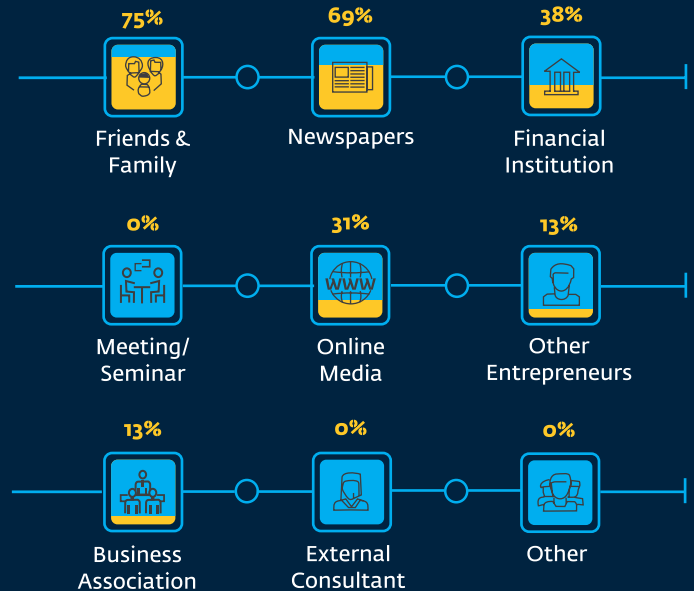 75%
69%
38%
Friends &
Family
Newspapers
Financial
Institution
0%
31%
13%
Meeting/
Seminar
WWW
Online
Media
Other
Entrepreneurs
13%
0%
0%
Business
Association
External
Consultant
Other